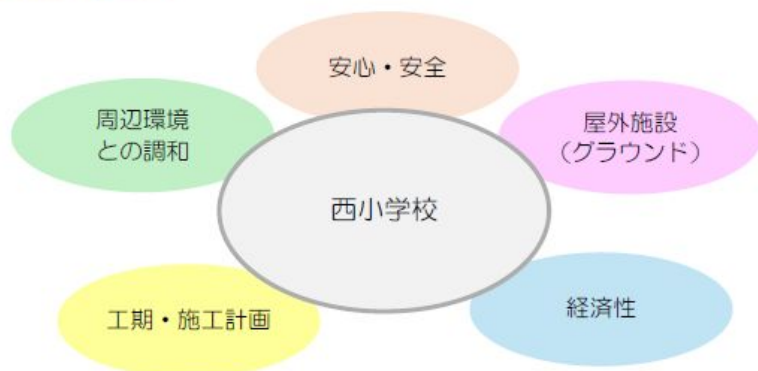 安心・安全
周辺環境
との調和
屋外施設
（グラウンド）
西小学校
工期・施工計画
経済性